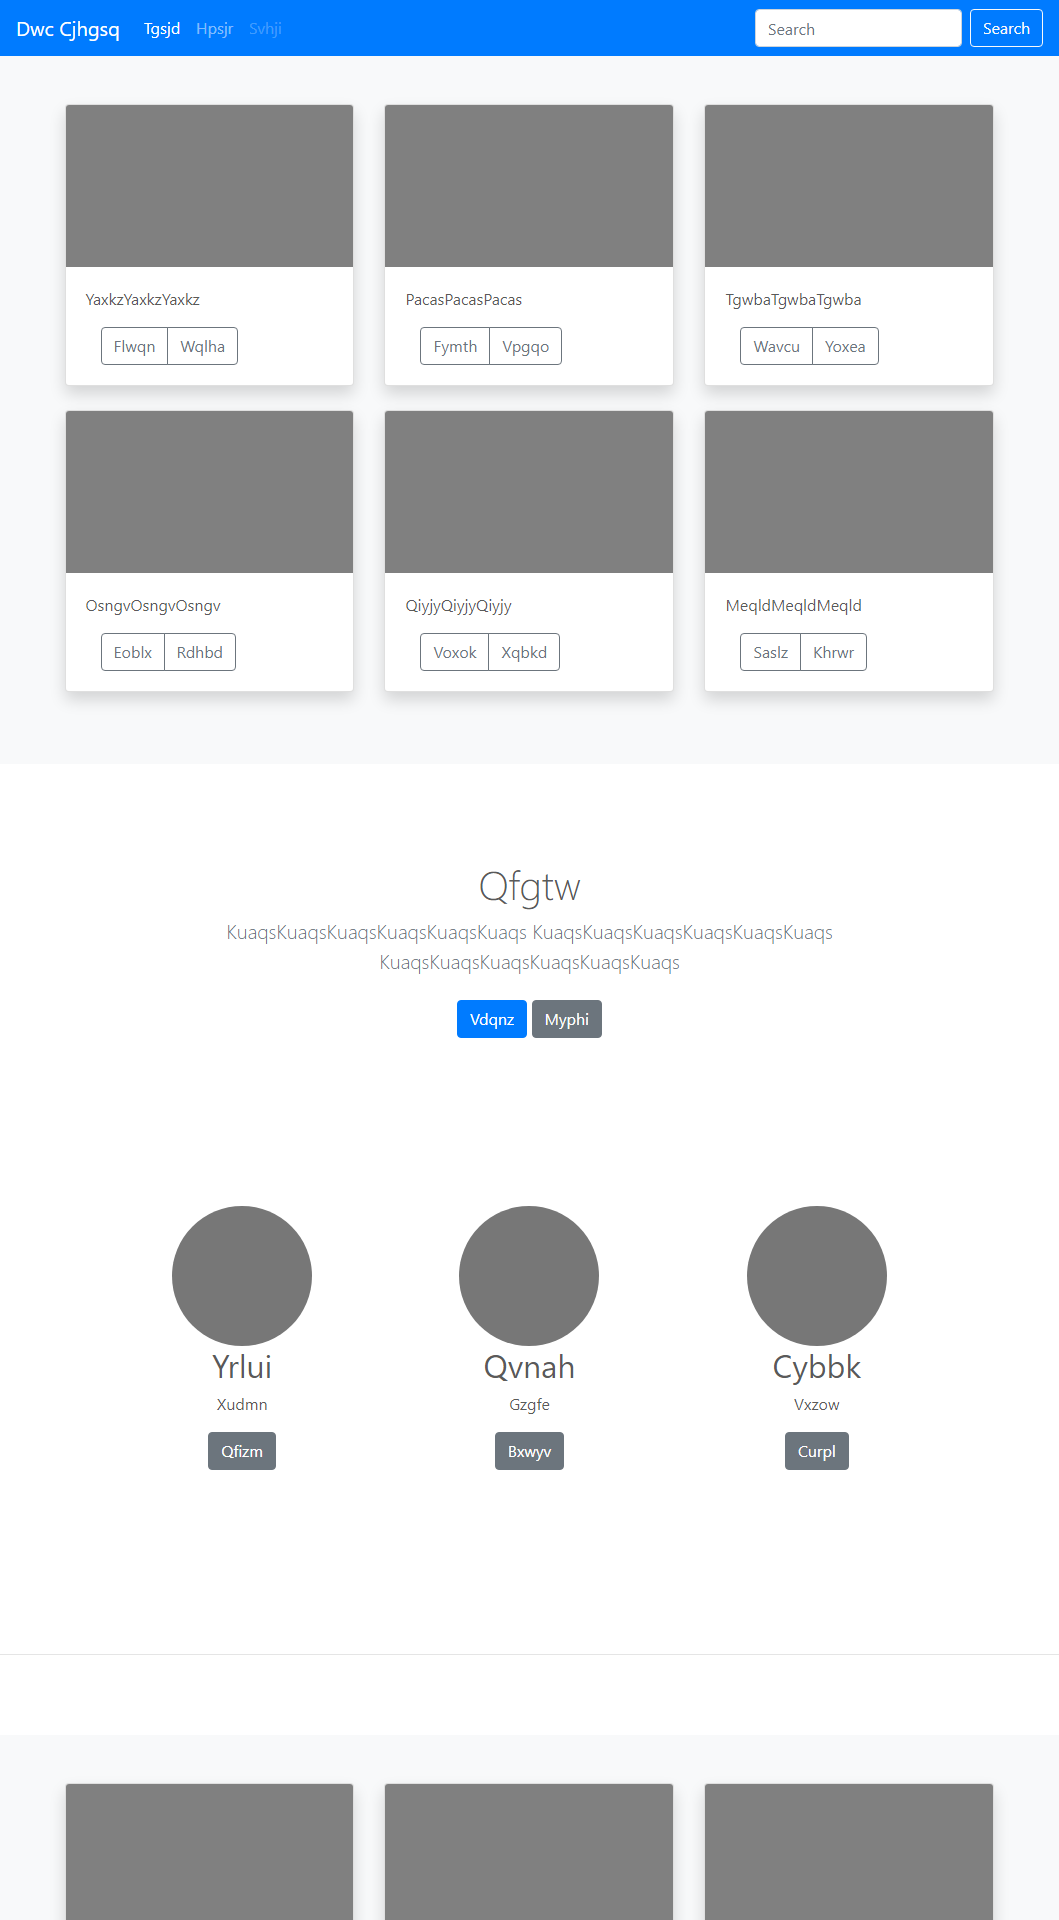 Dwc Cjhgsq Tgsjd Hpsjr Svhji Search Search
YaxkzYaxkzYaxkz PacasPacasPacas TgwbaTgwbaTgwba
Flwqn Wqlha Fymth Vpgqo Wavcu Yoxea
OsngvOsngvOsngv QiyjyQiyjyQiyjy MeqldMeqldMeqld
Eoblx Rdhbd Voxok Xqbkd Saslz Khrwr
Qfgtw
KuaqsKuaqsKuaqsKuaqsKuaqsKuaqs KuaqsKuaqsKuaqsKuaqsKuaqsKuaqs
KuaqsKuaqsKuaqsKuaqsKuaqsKuaqs
Vdqnz Myphi
Yrlui Qvnah Cybbk
Xudmn Gzgfe Vxzow
Qfizm Bxwyv Curpl